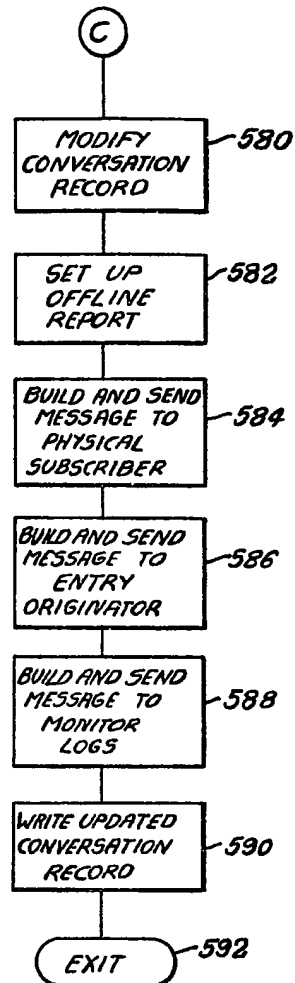 C
MODIFY
CONVERSATION
RECORD
580
SET UP
OFFLINE
REPORT
582
BUILD AND SEND
MESSAGE TO
PHYSICAL
SUBSCRIBER
584
BUILD AND SEND
MESSAGE TO
ENTRY
ORIGINATOR
586
BUILD AND SEND
MESSAGE TO
MONITOR
LOGS
588
WRITE UPDATED
CONVERSATION
RECORD
590
EXIT
592